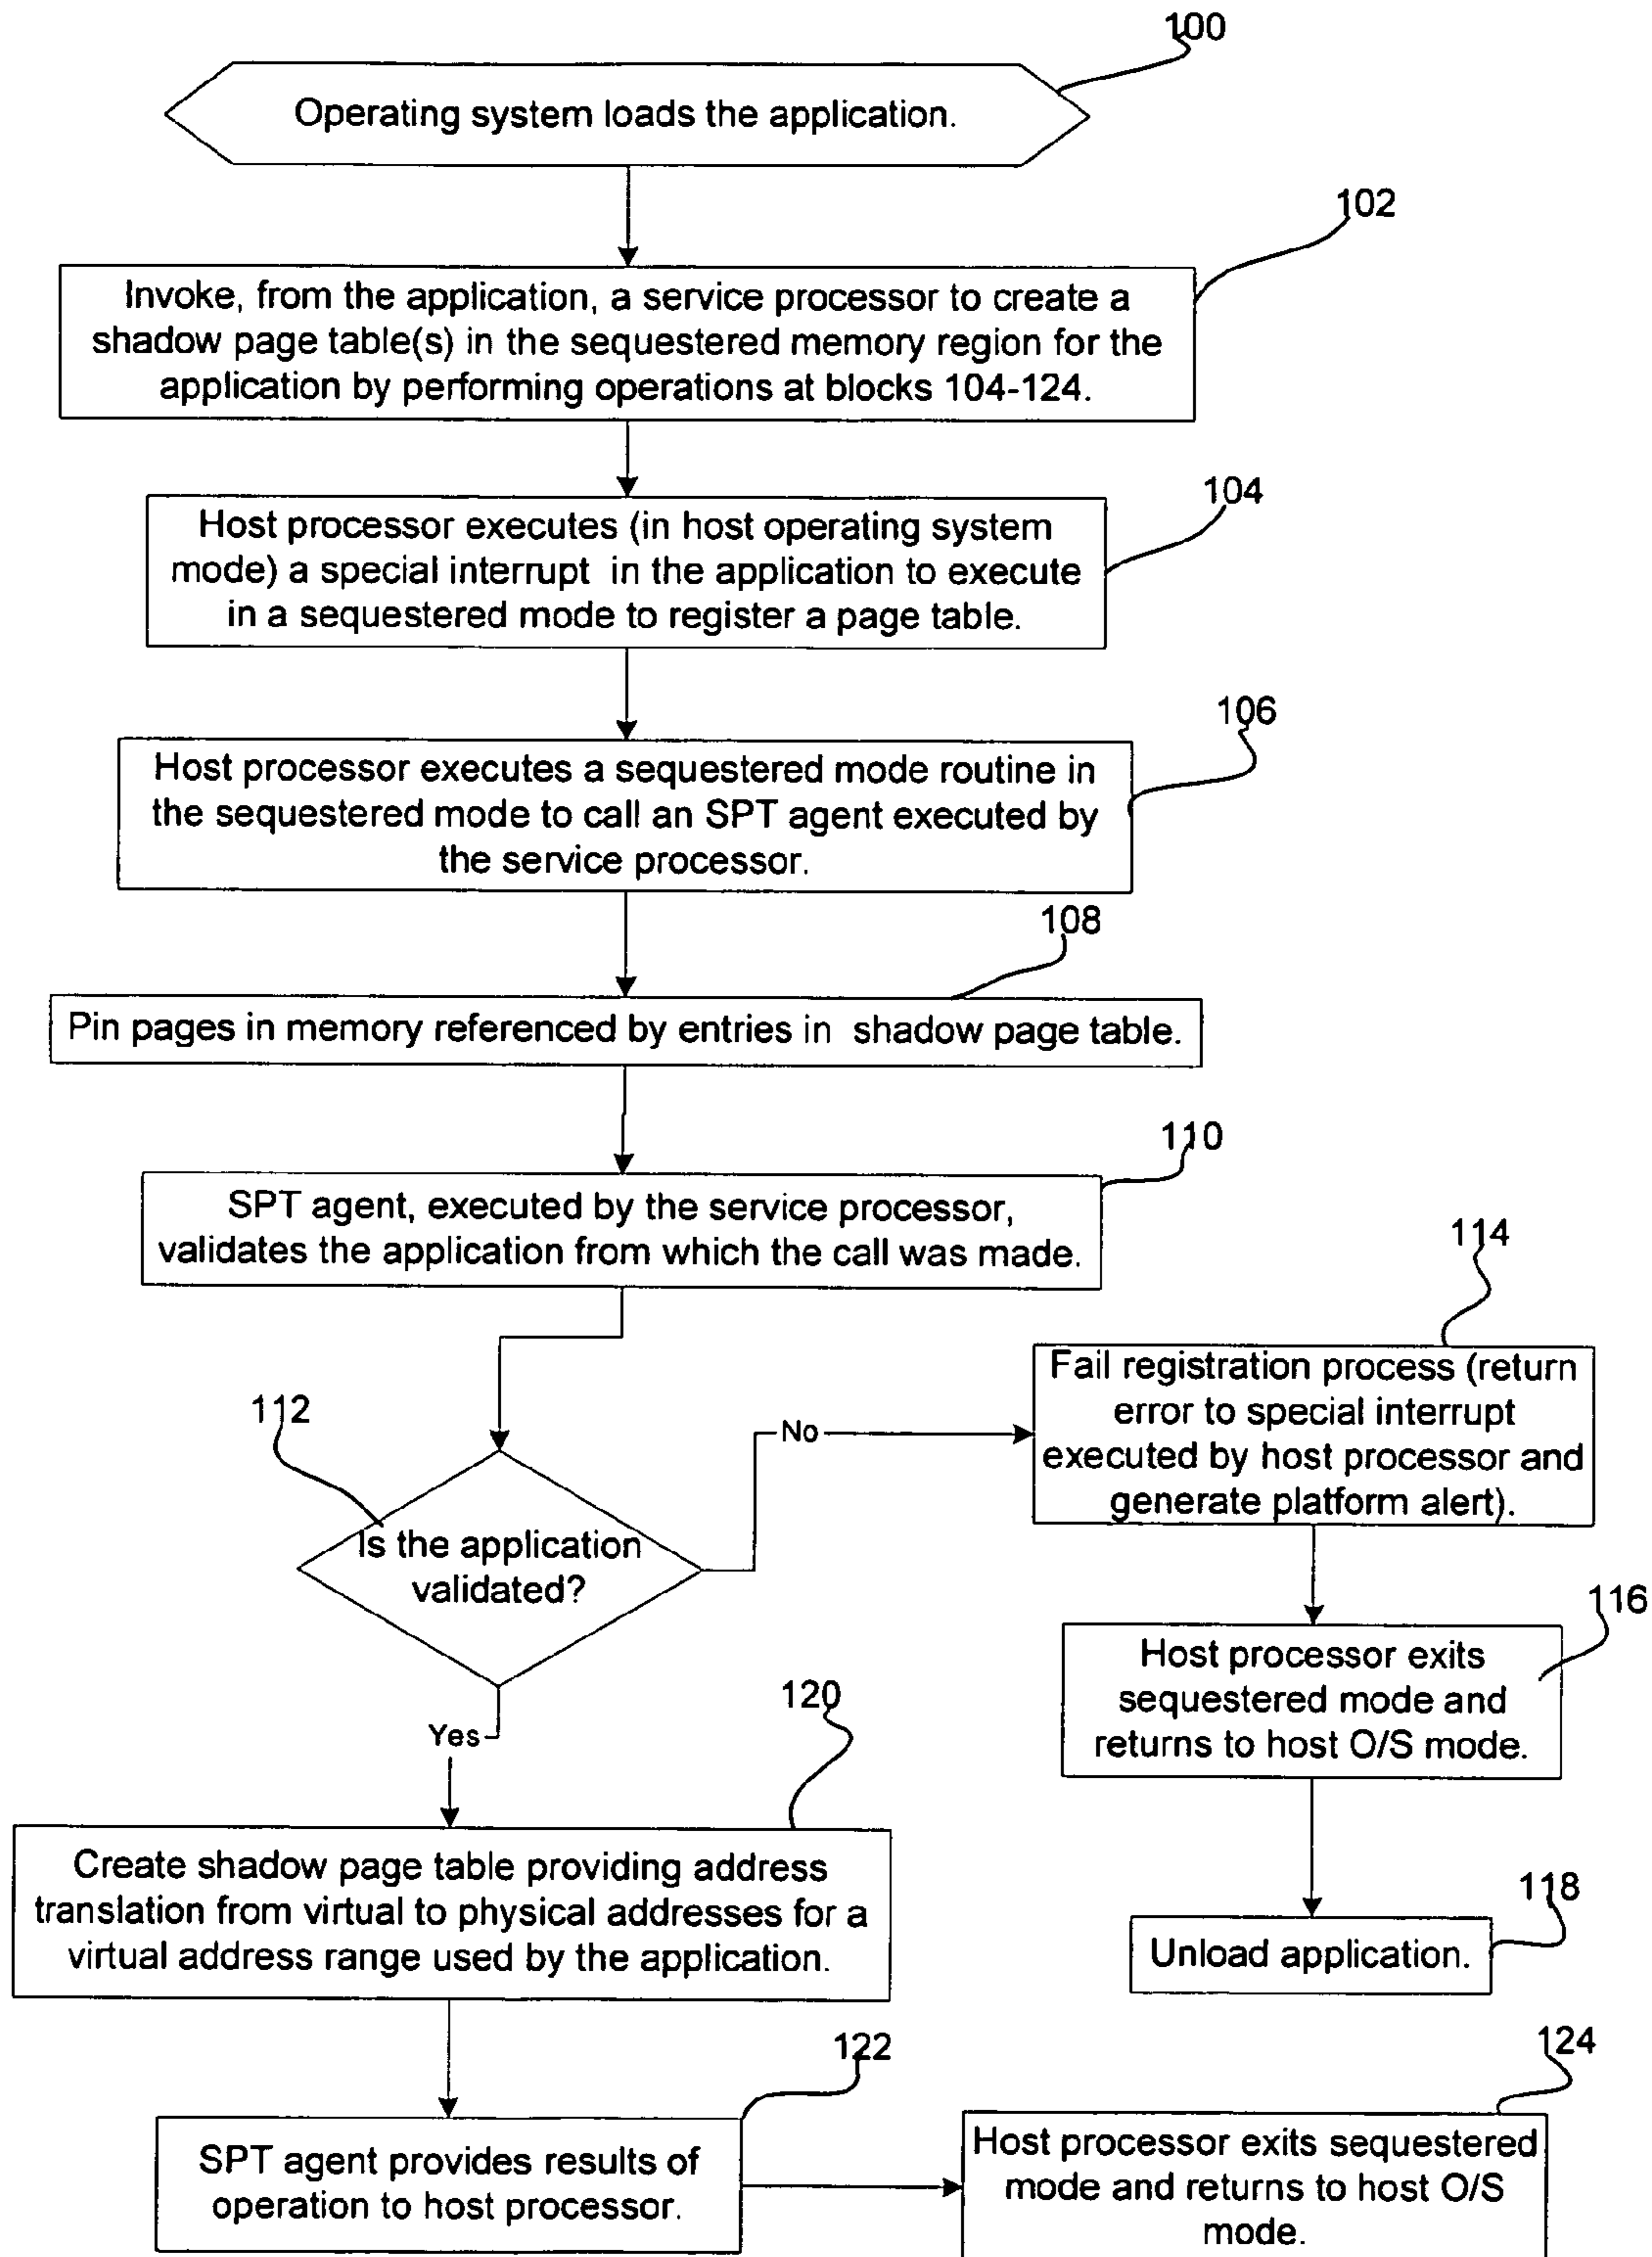 100
Operating system loads the application.
102
Invoke, from the application, a service processor to create a
shadow page table(s) in the sequestered memory region for the
application by performing operations at blocks 104-124.
104
Host processor executes (in host operating system
mode) a special interrupt in the application to execute
in a sequestered mode to register a page table.
106
Host processor executes a sequestered mode routine in
the sequestered mode to call an SPT agent executed by
the service processor.
108
Pin pages in memory referenced by entries in shadow page table.
110
SPT agent, executed by the service processor,
validates the application from which the call was made.
112
Is the application
validated?
No
114
Fail registration process (return
error to special interrupt
executed by host processor and
generate platform alert).
116
Host processor exits
sequestered mode and
returns to host O/S mode.
118
Unload application.
Yes
120
Create shadow page table providing address
translation from virtual to physical addresses for a
virtual address range used by the application.
122
SPT agent provides results of
operation to host processor.
124
Host processor exits sequestered
mode and returns to host O/S
mode.